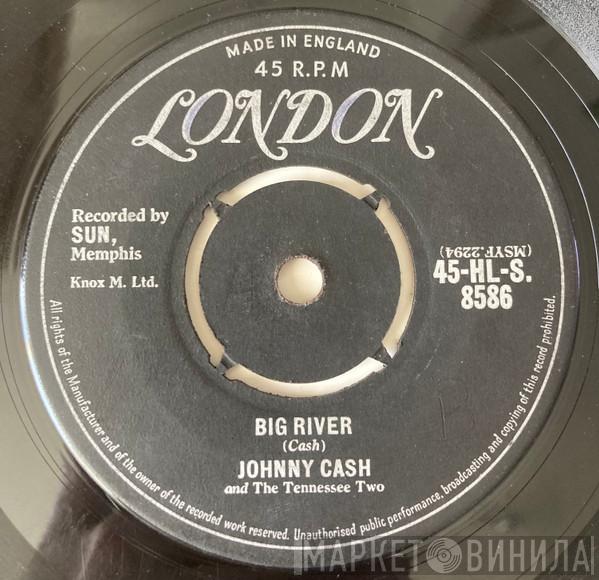 MADE IN ENGLAND
45 R.P.M
LONDON
Recorded by
SUN,
Memphis
Knox M. Ltd.
(MSYF.2294)
45-HL-S.
8586
BIG RIVER
(Cash)
JOHNNY CASH
and The Tennessee Two
All rights of the Manufacturer and of the owner of the recorded work reserved. Unauthorised public performance, broadcasting and copying of this record prohibited.
МАРКЕТ ВИНИЛА